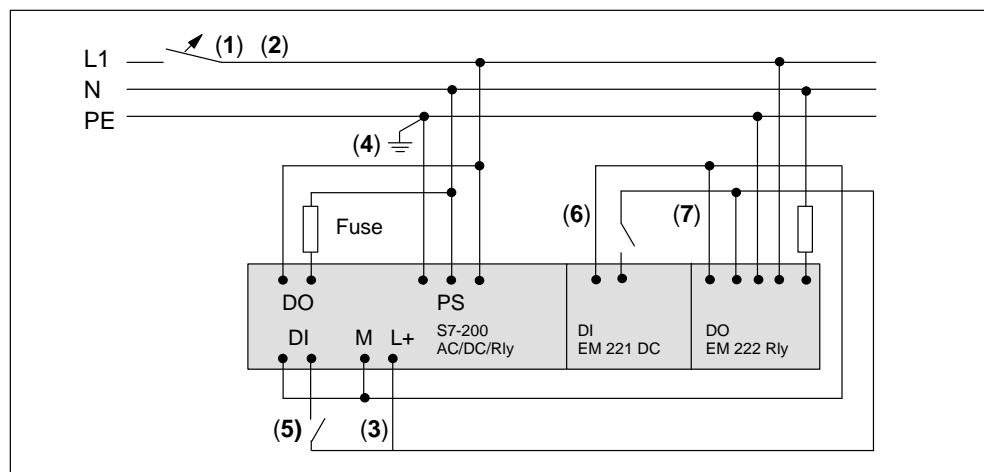 L1 (1) (2)
N
PE
(4)
(6) (7)
Fuse
DO PS
S7-200
AC/DC/Rly
DI M L+
DI
EM 221 DC
DO
EM 222 Rly
(5) (3)